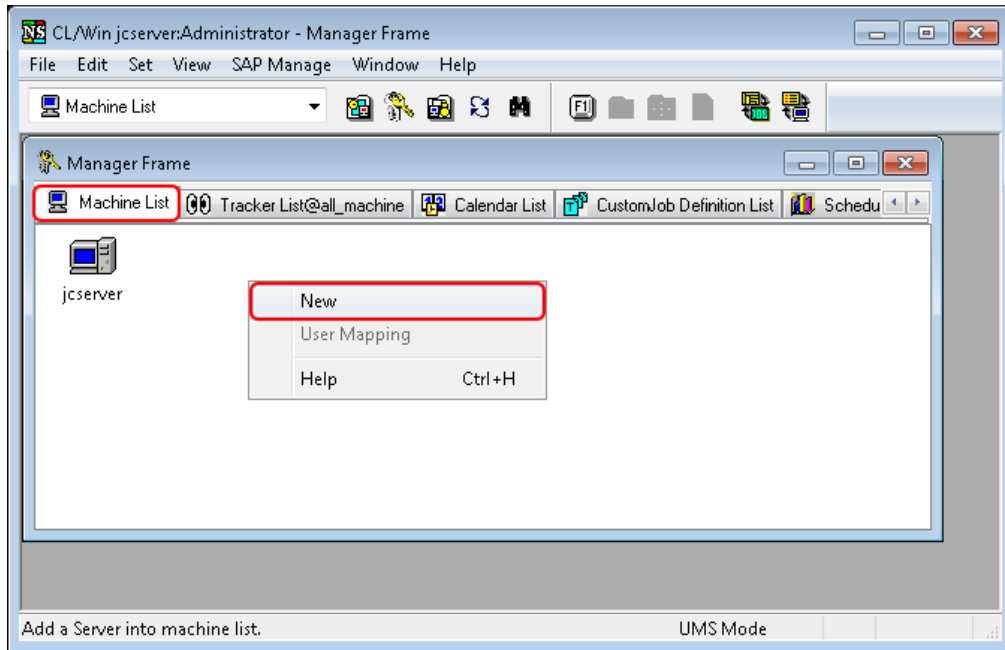 CL/Win jcserver:Administrator - Manager Frame
File Edit Set View SAP Manage Window Help
Machine List
F1
JOB
Manager Frame
Machine List Tracker List@all_machine Calendar List CustomJob Definition List Schedu
jcserver
New
User Mapping
Help Ctrl+H
Add a Server into machine list. UMS Mode